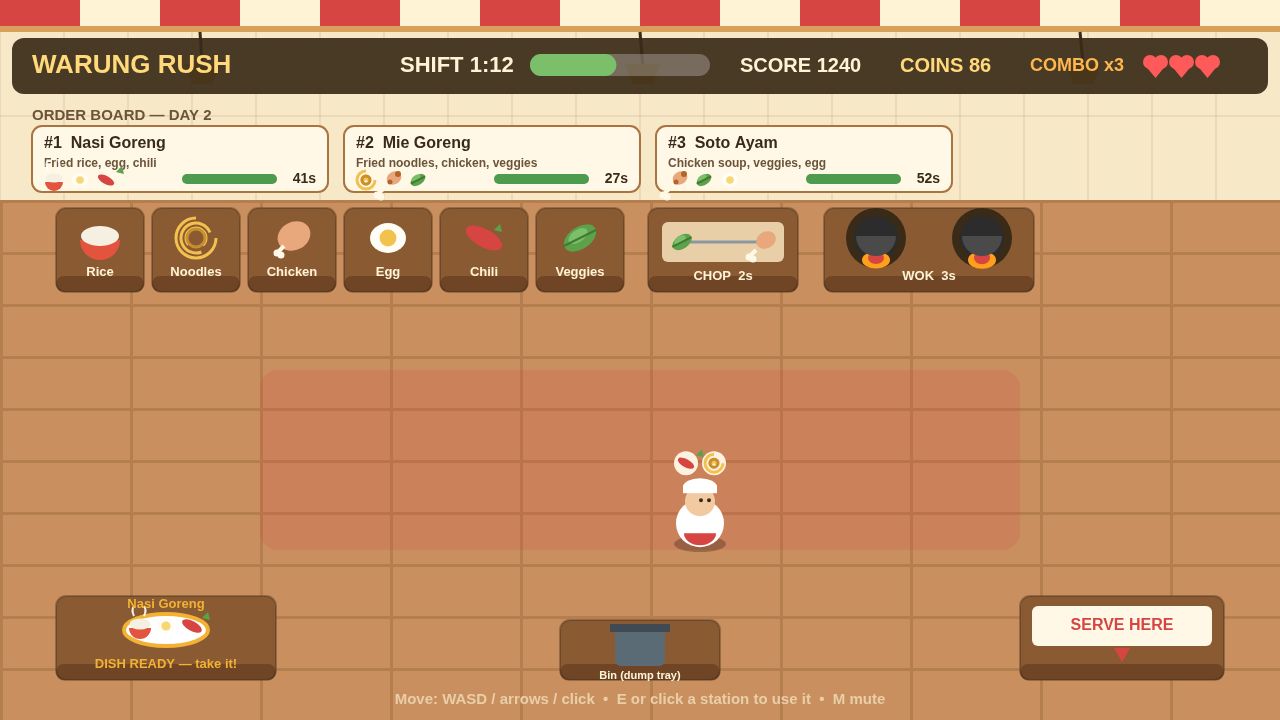 WARUNG RUSH
SHIFT 1:12
SCORE 1240
COINS 86
COMBO x3
ORDER BOARD — DAY 2
#1 Nasi Goreng
Fried rice, egg, chili
41s
#2 Mie Goreng
Fried noodles, chicken, veggies
27s
#3 Soto Ayam
Chicken soup, veggies, egg
52s
Rice
Noodles
Chicken
Egg
Chili
Veggies
CHOP 2s
WOK 3s
Nasi Goreng
DISH READY — take it!
Bin (dump tray)
SERVE HERE
Move: WASD / arrows / click • E or click a station to use it • M mute